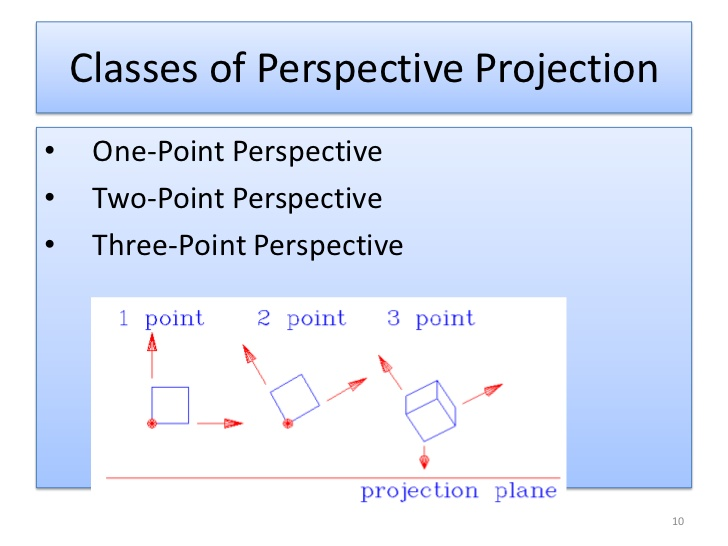 Classes of Perspective Projection
• One-Point Perspective
• Two-Point Perspective
• Three-Point Perspective
1 point 2 point 3 point
projection plane
10